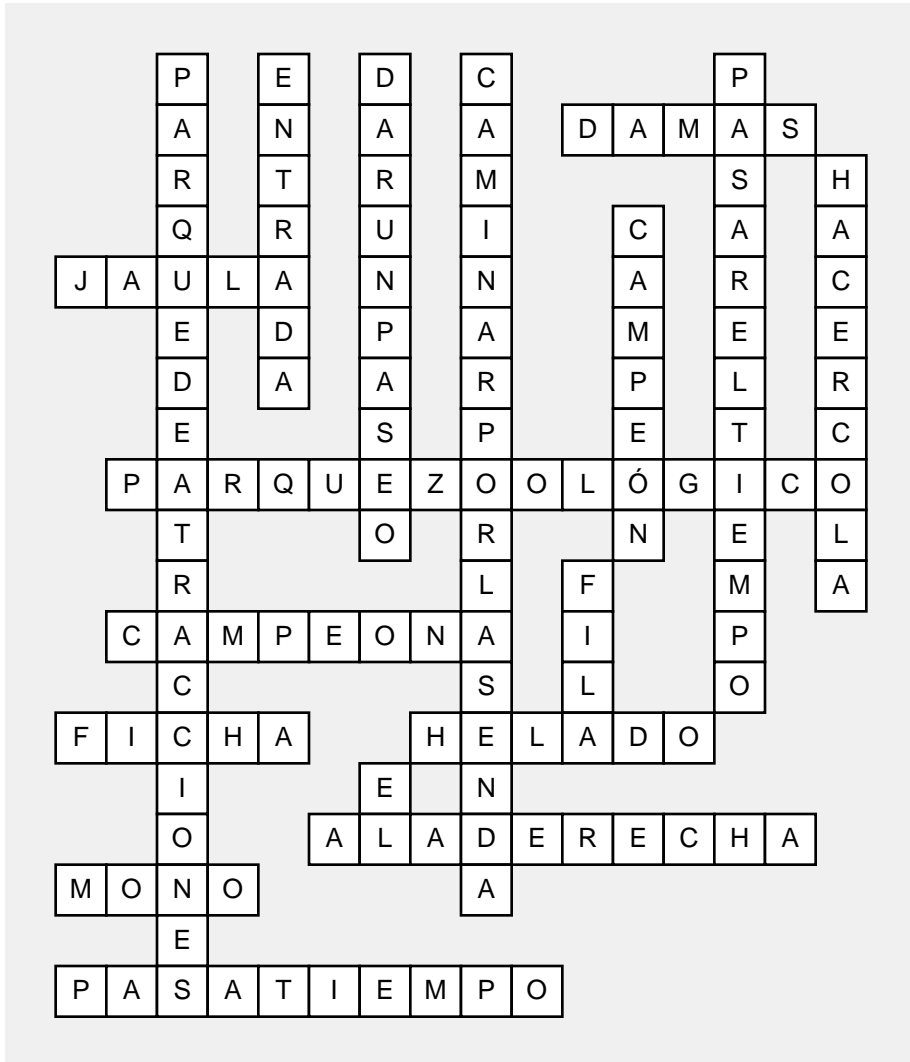 P E D C P
A N A A D A M A S
R T R M S H
Q R U I C A A
J A U L A N N A R C
E D P A M E E
D A A R P L R
E S P E T C
P A R Q U E Z O O L Ó G I C O
T O R N E L
R L F M A
C A M P E O N A I P
C S L O
F I C H A H E L A D O
I E N
O A L A D E R E C H A
M O N O A
E
P A S A T I E M P O